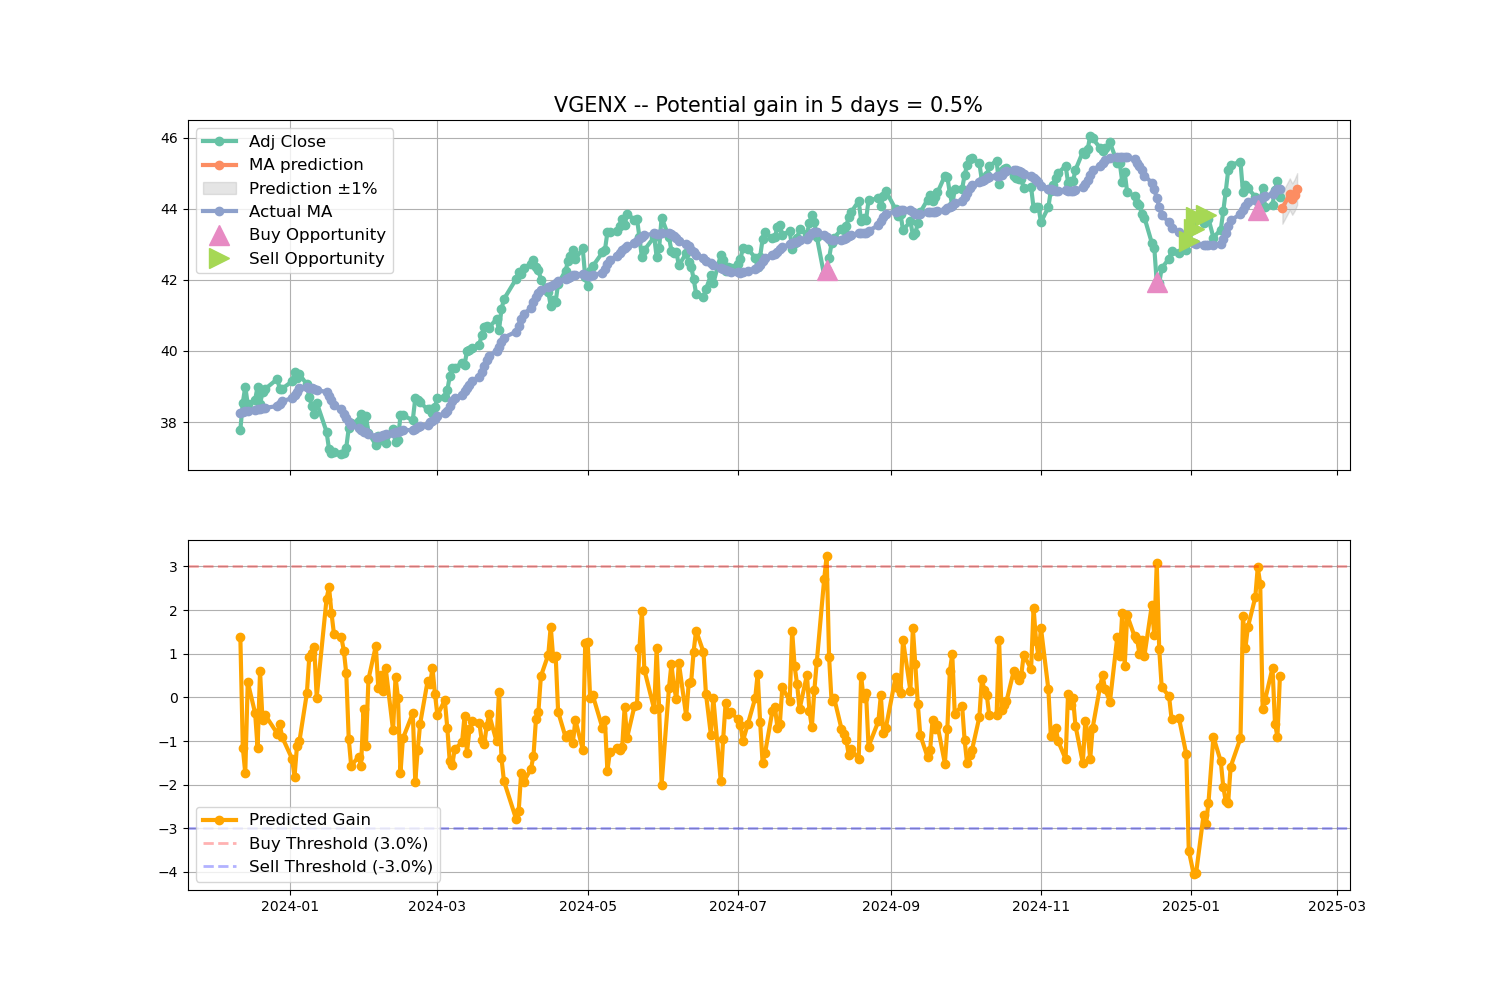 VGENX -- Potential gain in 5 days = 0.5%
46
44
42
40
38
Adj Close
MA prediction
Prediction ±1%
Actual MA
Buy Opportunity
Sell Opportunity
3
2
1
0
−1
−2
−3
−4
Predicted Gain
Buy Threshold (3.0%)
Sell Threshold (-3.0%)
2024-01
2024-03
2024-05
2024-07
2024-09
2024-11
2025-01
2025-03